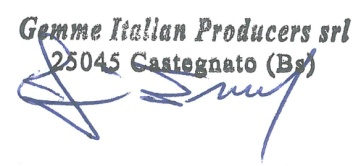 Gemme Italian Producers srl
25045 Castegnato (Bs)